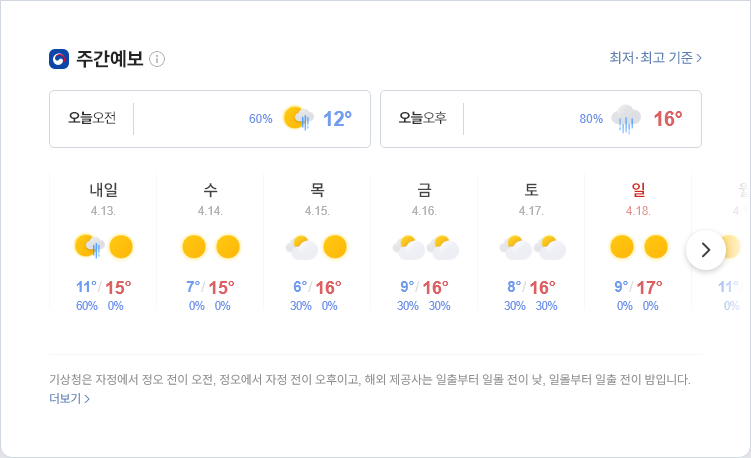 주간예보
최저·최고 기준
오늘오전 60% 12°
오늘오후 80% 16°
내일 수 목 금 토 일 월
4.13. 4.14. 4.15. 4.16. 4.17. 4.18.
11°/15° 7°/15° 6°/16° 9°/16° 8°/16° 9°/17° 11°
60% 0% 0% 0% 30% 0% 30% 30% 30% 30% 0% 0% 0%
기상청은 자정에서 정오 전이 오전, 정오에서 자정 전이 오후이고, 해외 제공사는 일출부터 일몰 전이 낮, 일몰부터 일출 전이 밤입니다.
더보기